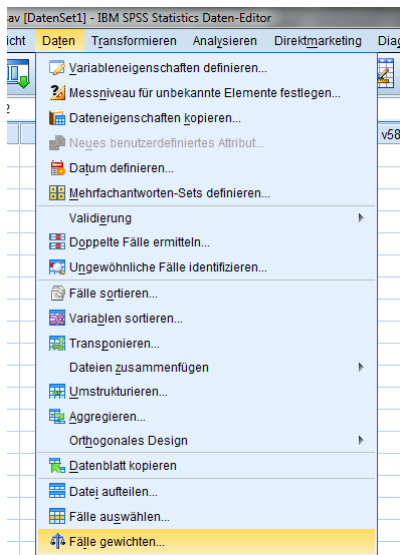 av [DatenSet1] - IBM SPSS Statistics Daten-Editor
icht Daten Transformieren Analysieren Direktmarketing Diag
Variableneigenschaften definieren...
Messniveau für unbekannte Elemente festlegen...
2
Dateneigenschaften kopieren...
Neues benutzerdefiniertes Attribut...
v58
Datum definieren...
Mehrfachantworten-Sets definieren...
Validierung
Doppelte Fälle ermitteln...
Ungewöhnliche Fälle identifizieren...
Fälle sortieren...
Variablen sortieren...
Transponieren...
Dateien zusammenfügen
Umstrukturieren...
Aggregieren...
Orthogonales Design
Datenblatt kopieren
Datei aufteilen...
Fälle auswählen...
Fälle gewichten...